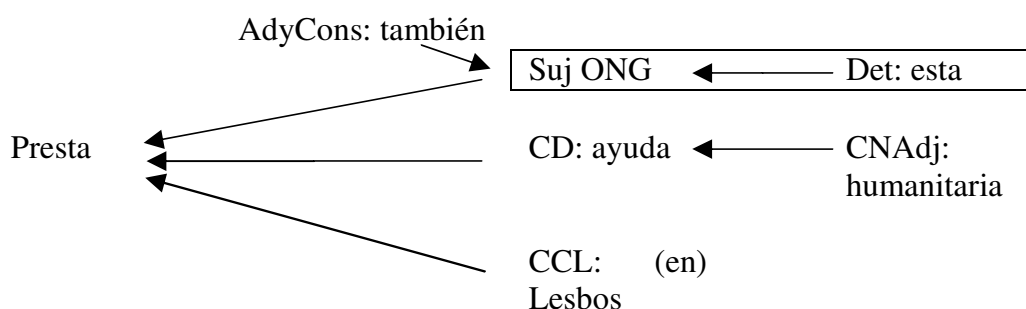 AdyCons: también
Suj ONG Det: esta
Presta CD: ayuda CNAdj:
humanitaria
CCL: (en)
Lesbos